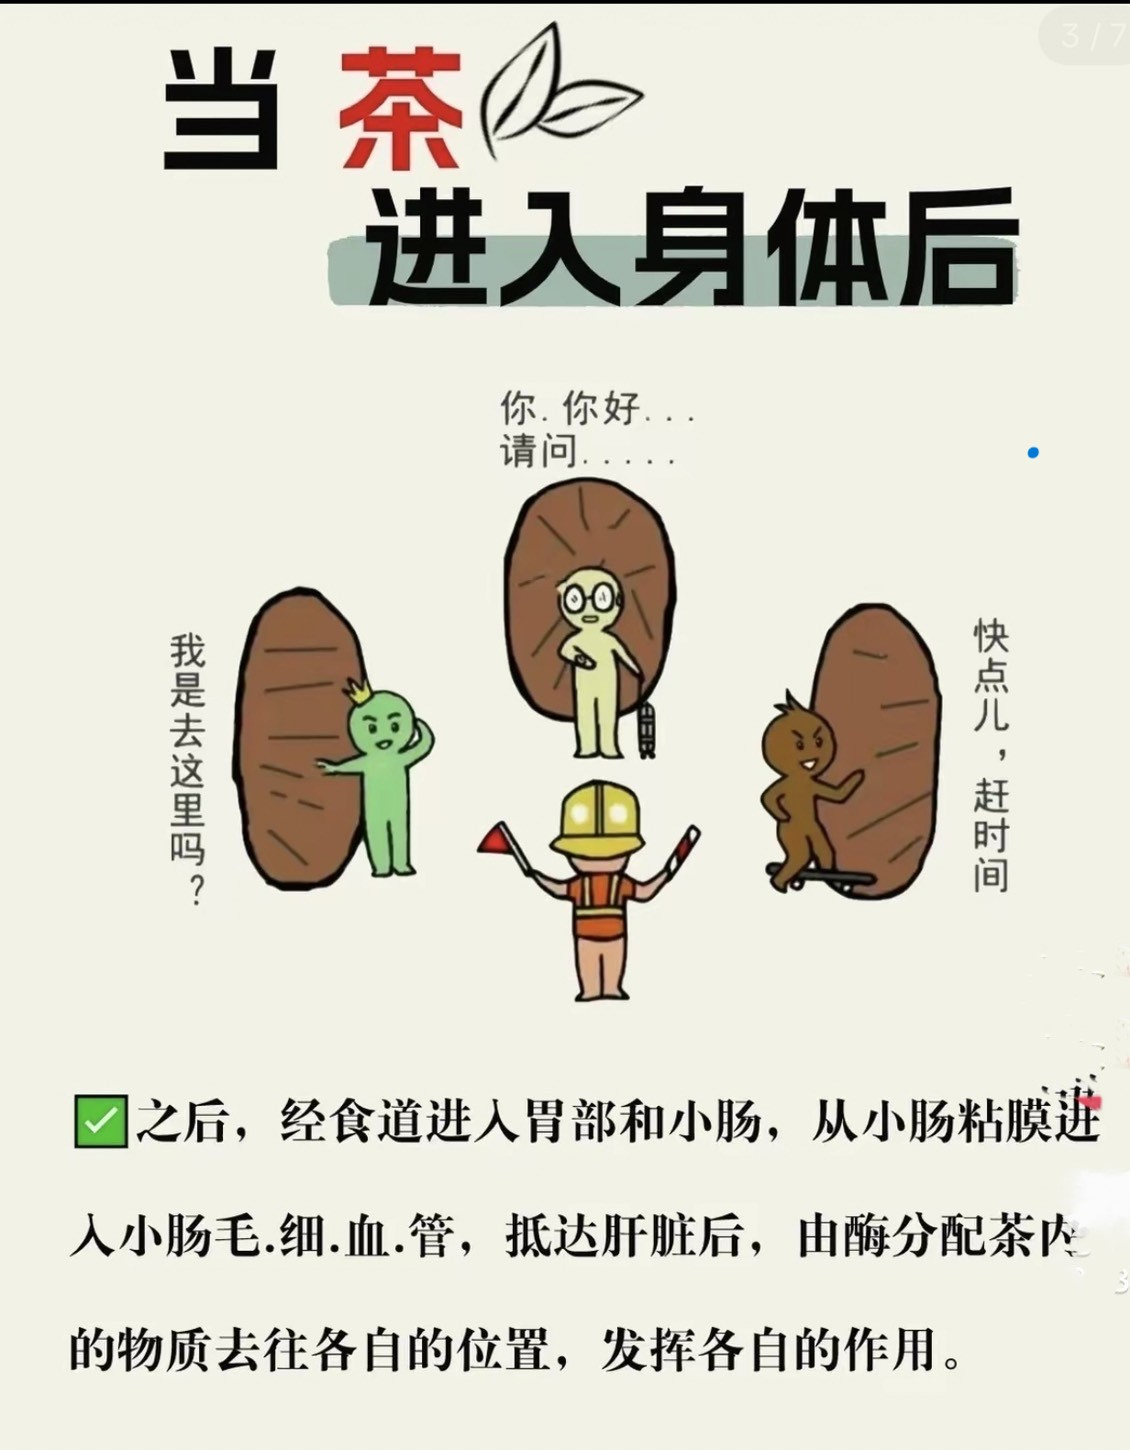 3/7
当 茶
进入身体后
你.你好...
请问.....
我是去这里吗?
快点儿,赶时间
✅之后，经食道进入胃部和小肠，从小肠粘膜进
入小肠毛.细.血.管，抵达肝脏后，由酶分配茶内
的物质去往各自的位置，发挥各自的作用。